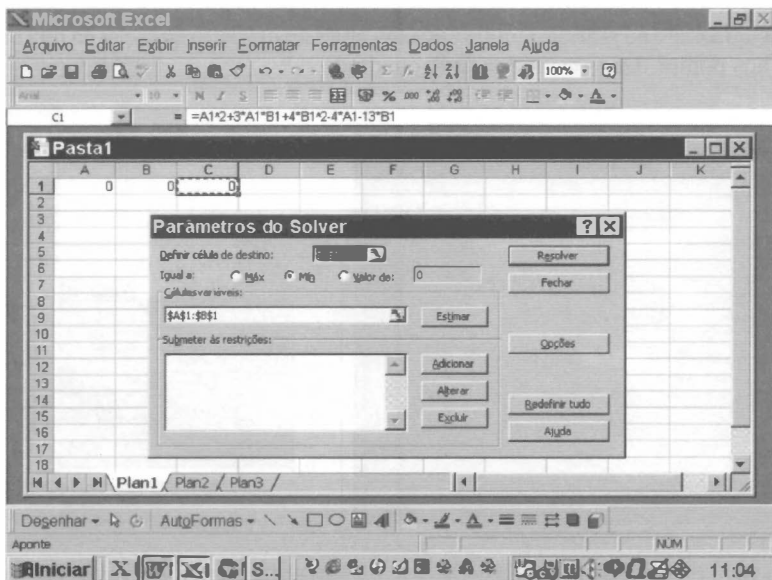 Microsoft Excel
Arquivo Editar Exibir Inserir Formatar Ferramentas Dados Janela Ajuda
100%
Arial 10 N I S % 000
C1 = =A1^2+3*A1*B1+4*B1^2-4*A1-13*B1
Pasta1
A B C D E F G H I J K
1 0 0 0
2
3
4
5
6
7
8
9
10
11
12
13
14
15
16
17
18
Parâmetros do Solver
Definir célula de destino:
Resolver
Igual a: Máx Mín Valor de: 0
Fechar
Células variáveis:
$A$1:$B$1
Estimar
Submeter às restrições:
Opções
Adicionar
Alterar
Redefinir tudo
Excluir
Ajuda
Plan1 Plan2 Plan3
Desenhar AutoFormas
Aponte
NÚM
Iniciar
S...
11:04